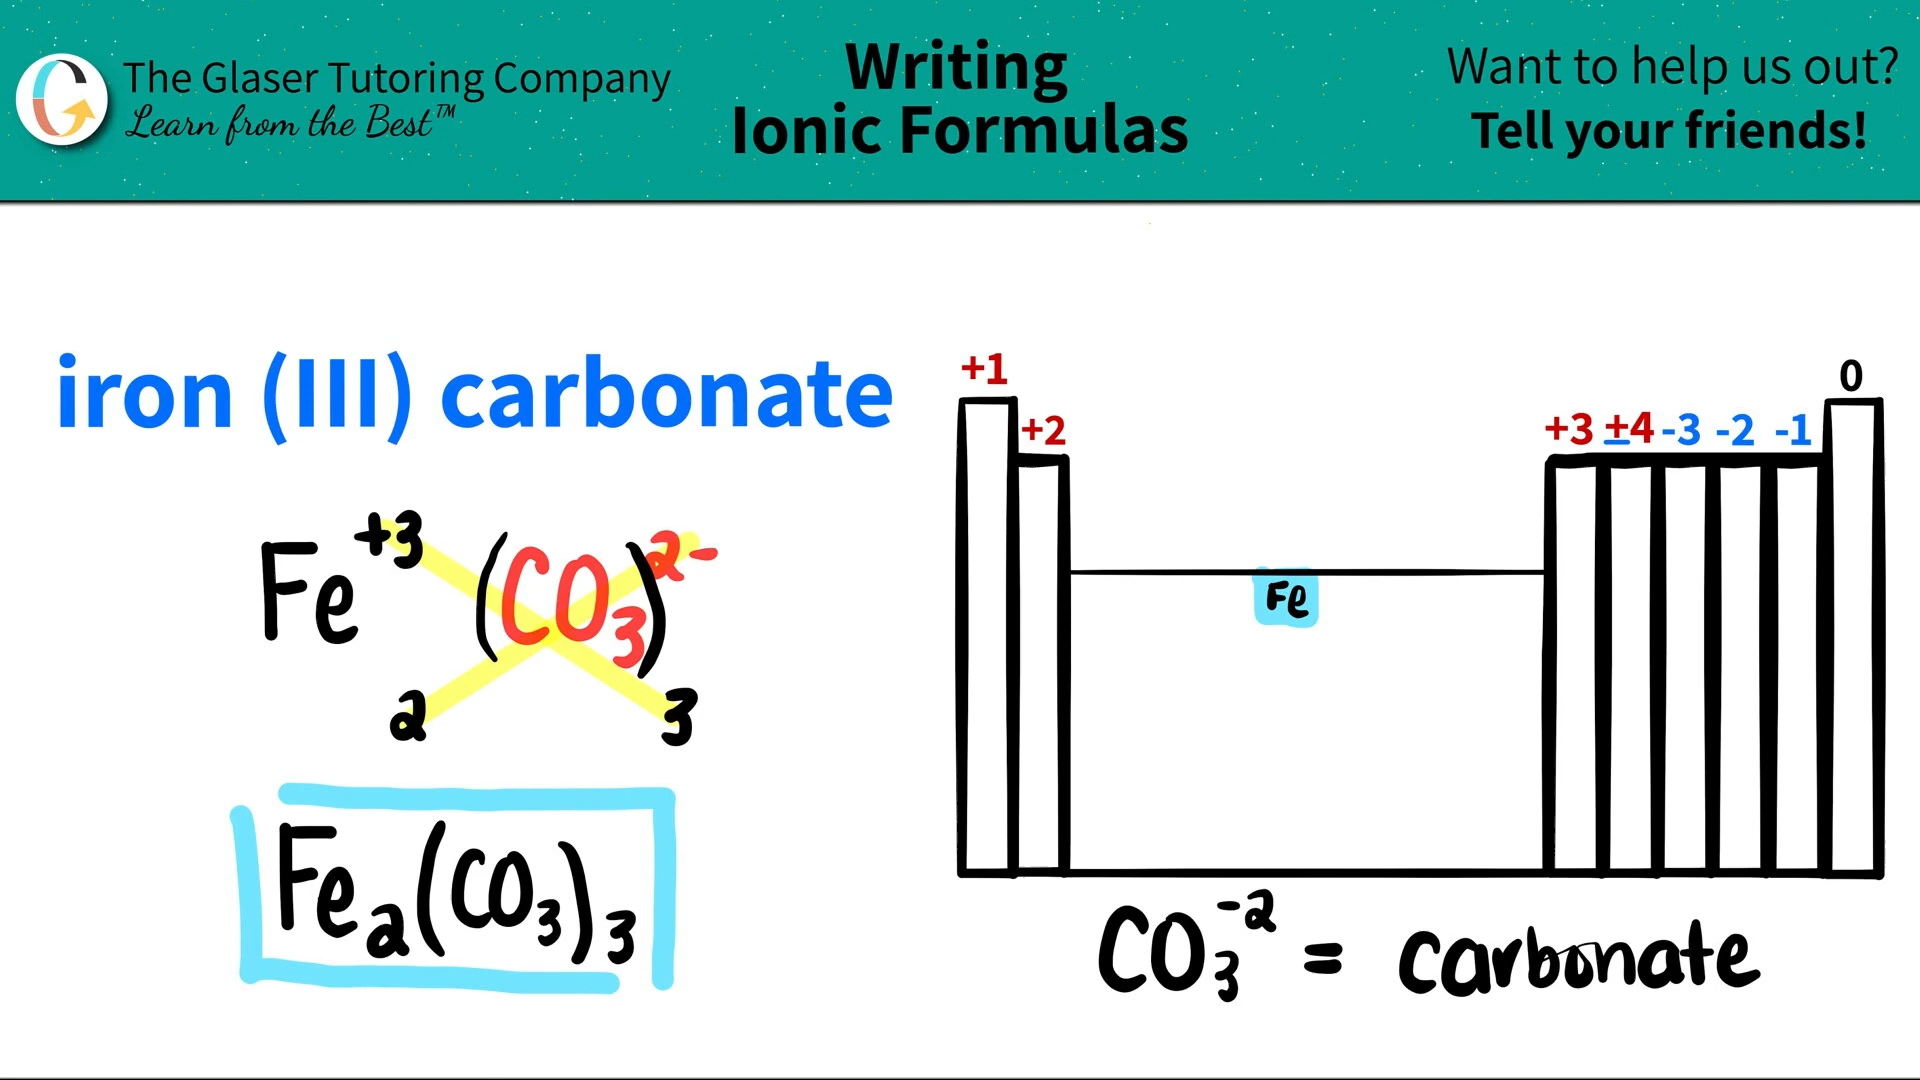 The Glaser Tutoring Company
Learn from the Best™
Writing
Ionic Formulas
Want to help us out?
Tell your friends!
iron (III) carbonate
Fe⁺³ (CO₃)²⁻
2 3
Fe₂(CO₃)₃
+1
+2
+3 ±4 -3 -2 -1
0
Fe
CO₃⁻² = carbonate